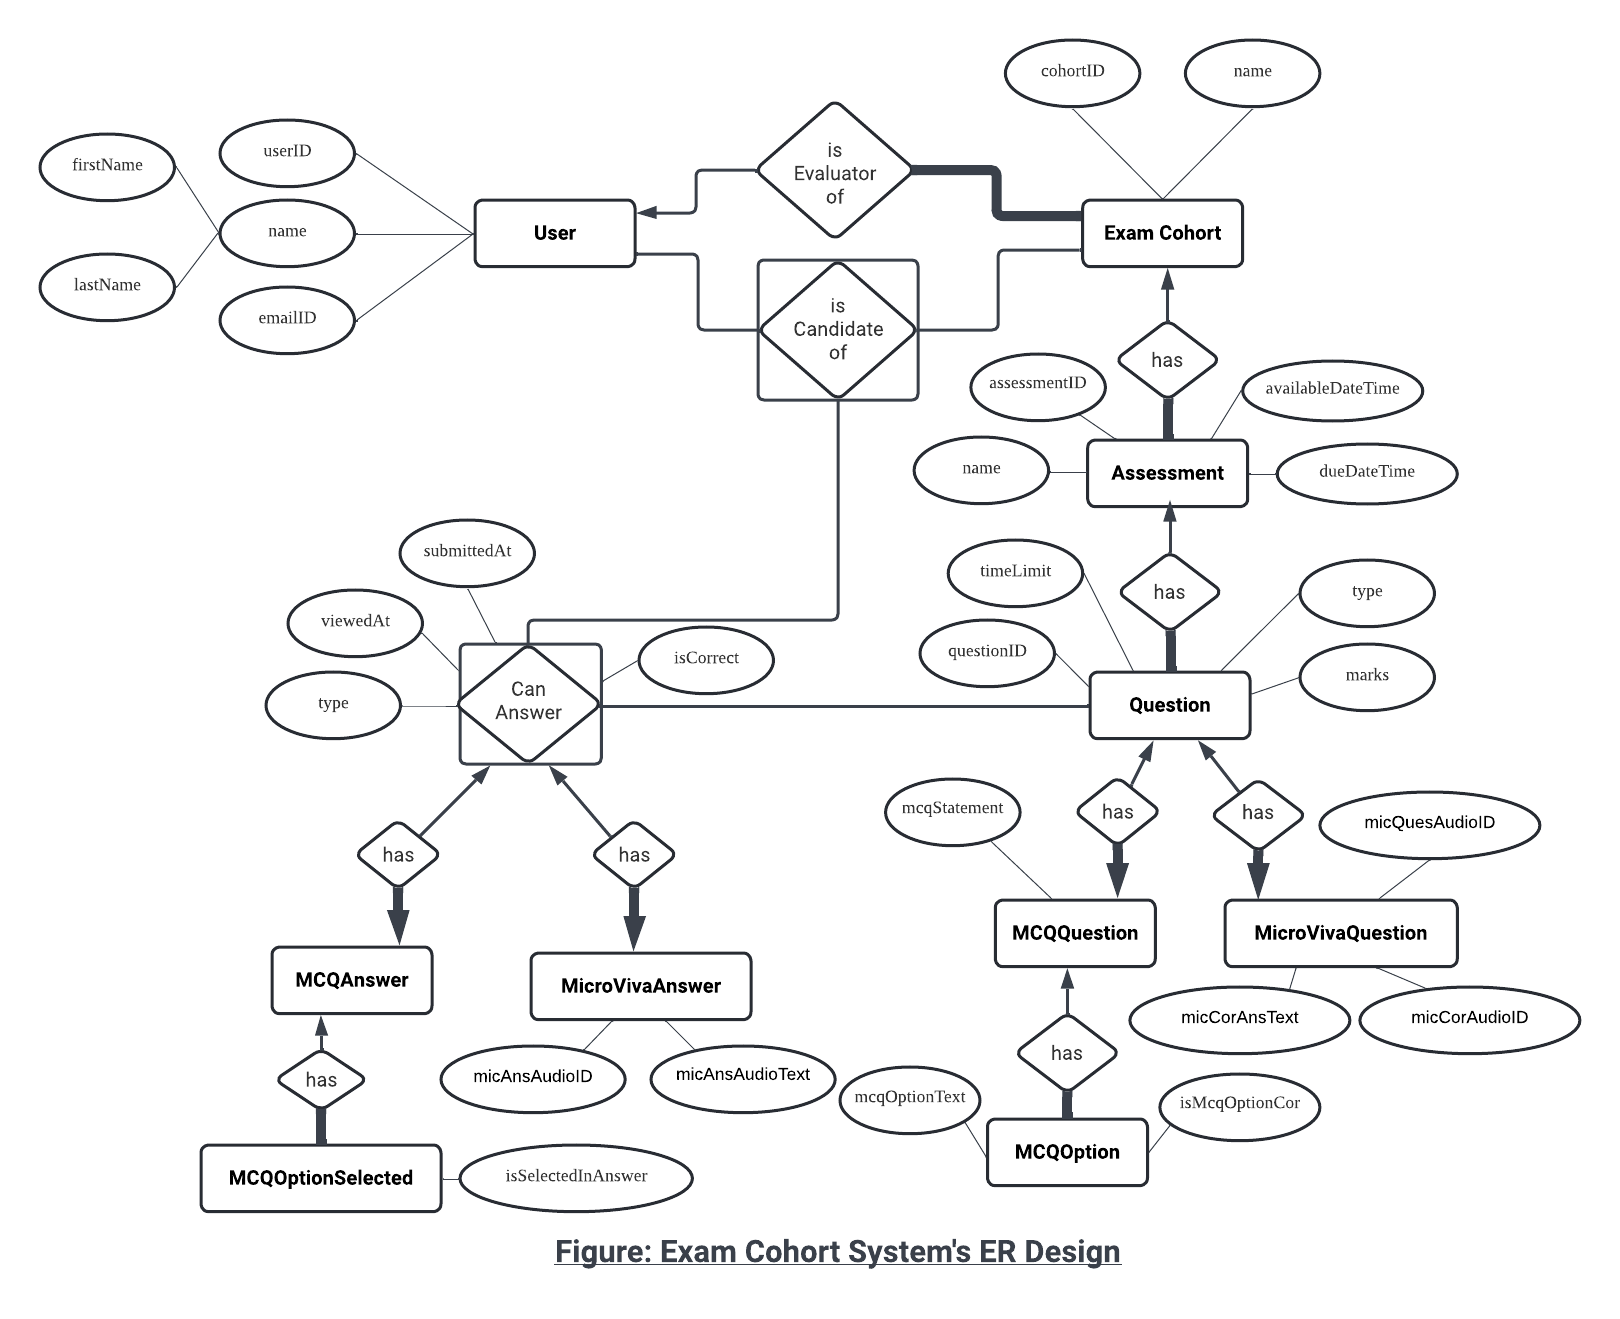 cohortID
name
is
Evaluator
of
firstName
userID
name
lastName
emailID
User
Exam Cohort
is
Candidate
of
has
assessmentID
availableDateTime
name
Assessment
dueDateTime
submittedAt
viewedAt
type
Can
Answer
isCorrect
timeLimit
has
type
questionID
marks
Question
has
has
mcqStatement
has
has
micQuesAudioID
MCQAnswer
MicroVivaAnswer
MCQQuestion
MicroVivaQuestion
micCorAnsText
micCorAudioID
has
micAnsAudioID
micAnsAudioText
has
mcqOptionText
isMcqOptionCor
MCQOption
MCQOptionSelected
isSelectedInAnswer
Figure: Exam Cohort System's ER Design